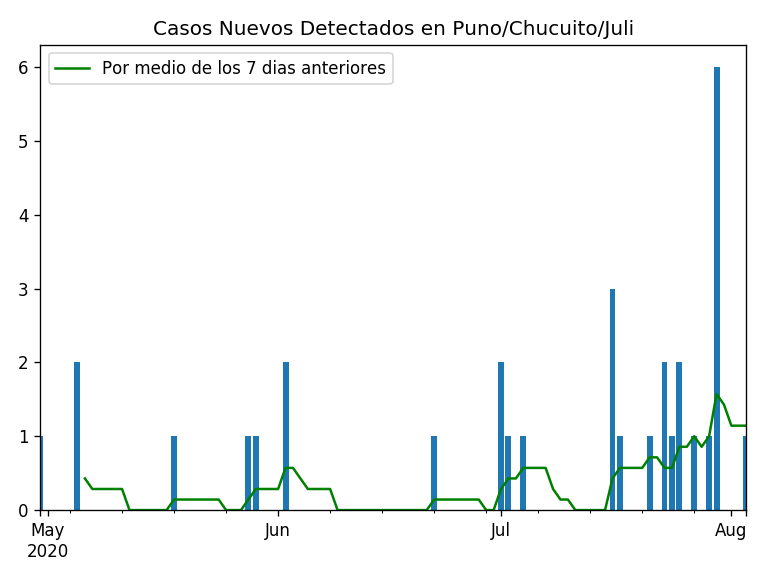 Casos Nuevos Detectados en Puno/Chucuito/Juli
Por medio de los 7 dias anteriores
6
5
4
3
2
1
0
May
2020
Jun
Jul
Aug